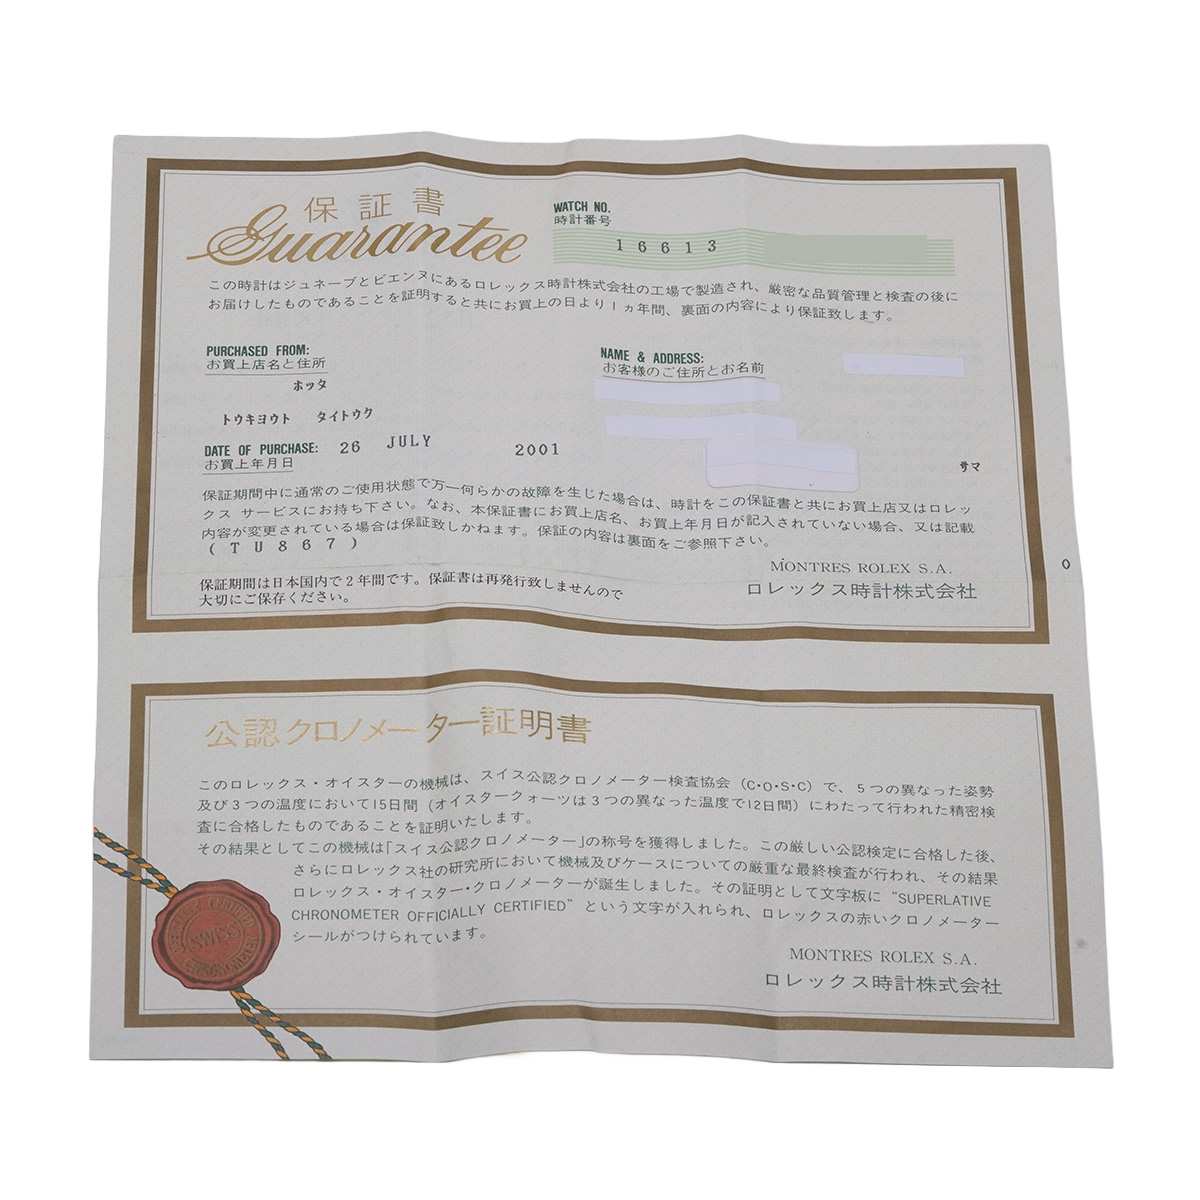 保証書
Guarantee
WATCH NO.
時計番号
16613
この時計はジュネーブとビエンヌにあるロレックス時計株式会社の工場で製造され、厳密な品質管理と検査の後に
お届けしたものであることを証明すると共にお買上の日より1ヵ年間、裏面の内容により保証致します。
PURCHASED FROM:
お買上店名と住所
ホッタ
トウキヨウト タイトウク
NAME & ADDRESS:
お客様のご住所とお名前
サマ
DATE OF PURCHASE: 26 JULY 2001
お買上年月日
保証期間中に通常のご使用状態で万一何らかの故障を生じた場合は、時計をこの保証書と共にお買上店又はロレッ
クス サービスにお持ち下さい。なお、本保証書にお買上店名、お買上年月日が記入されていない場合、又は記載
内容が変更されている場合は保証致しかねます。保証の内容は裏面をご参照下さい。
(TU867)
MONTRES ROLEX S.A.
ロレックス時計株式会社
保証期間は日本国内で2年間です。保証書は再発行致しませんので
大切にご保存ください。
公認クロノメーター証明書
このロレックス・オイスターの機械は、スイス公認クロノメーター検査協会（C・O・S・C）で、5つの異なった姿勢
及び3つの温度において15日間（オイスタークォーツは3つの異なった温度で12日間）にわたって行われた精密検
査に合格したものであることを証明いたします。
その結果としてこの機械は「スイス公認クロノメーター」の称号を獲得しました。この厳しい公認検定に合格した後、
さらにロレックス社の研究所において機械及びケースについての厳重な最終検査が行われ、その結果
ロレックス・オイスター・クロノメーターが誕生しました。その証明として文字板に “SUPERLATIVE
CHRONOMETER OFFICIALLY CERTIFIED” という文字が入れられ、ロレックスの赤いクロノメーター
シールがつけられています。
SWISS
MONTRES ROLEX S.A.
ロレックス時計株式会社